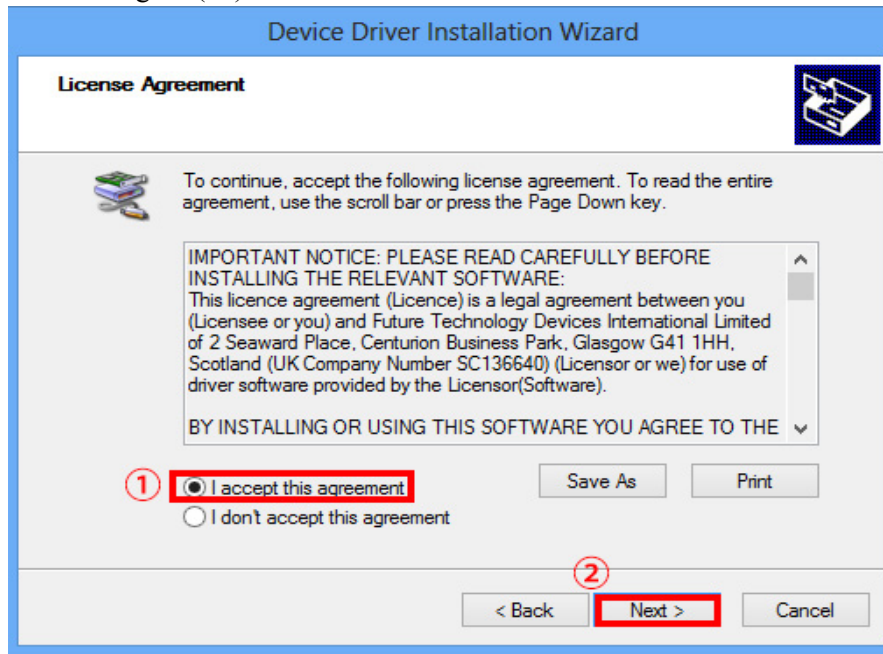 Device Driver Installation Wizard
License Agreement
To continue, accept the following license agreement. To read the entire
agreement, use the scroll bar or press the Page Down key.
IMPORTANT NOTICE: PLEASE READ CAREFULLY BEFORE
INSTALLING THE RELEVANT SOFTWARE:
This licence agreement (Licence) is a legal agreement between you
(Licensee or you) and Future Technology Devices International Limited
of 2 Seaward Place, Centurion Business Park, Glasgow G41 1HH,
Scotland (UK Company Number SC136640) (Licensor or we) for use of
driver software provided by the Licensor(Software).
BY INSTALLING OR USING THIS SOFTWARE YOU AGREE TO THE
① I accept this agreement Save As Print
I don't accept this agreement
②
< Back Next > Cancel